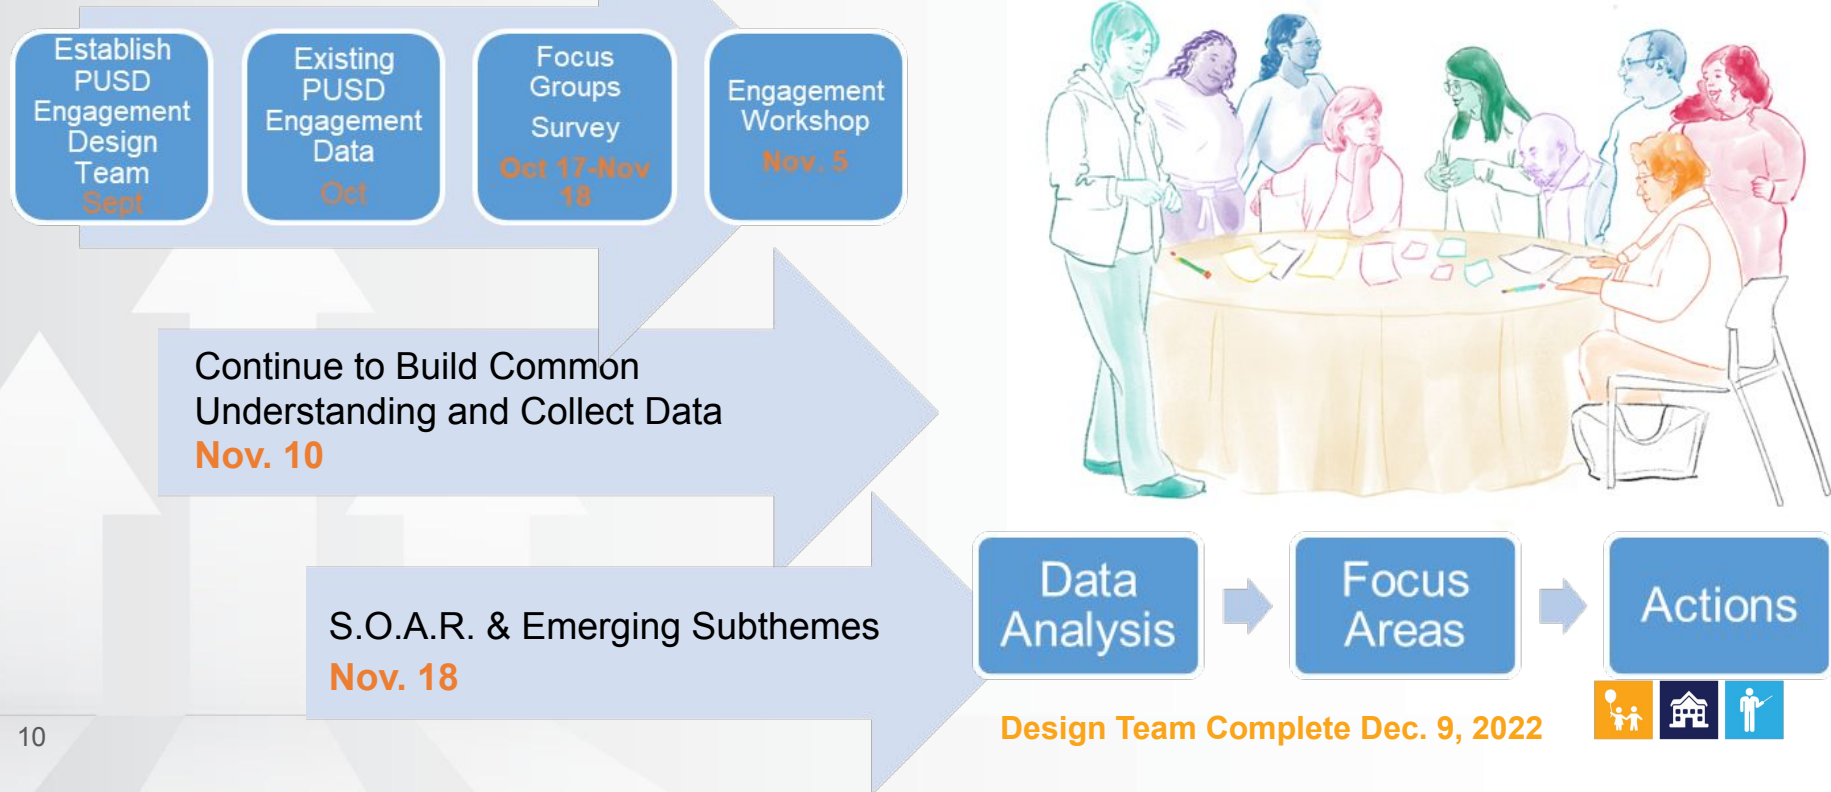 Establish
PUSD
Engagement
Design
Team
Sept
Existing
PUSD
Engagement
Data
Oct
Focus
Groups
Survey
Oct 17-Nov
18
Engagement
Workshop
Nov. 5
Continue to Build Common
Understanding and Collect Data
Nov. 10
S.O.A.R. & Emerging Subthemes
Nov. 18
Data
Analysis
Focus
Areas
Actions
Design Team Complete Dec. 9, 2022
10